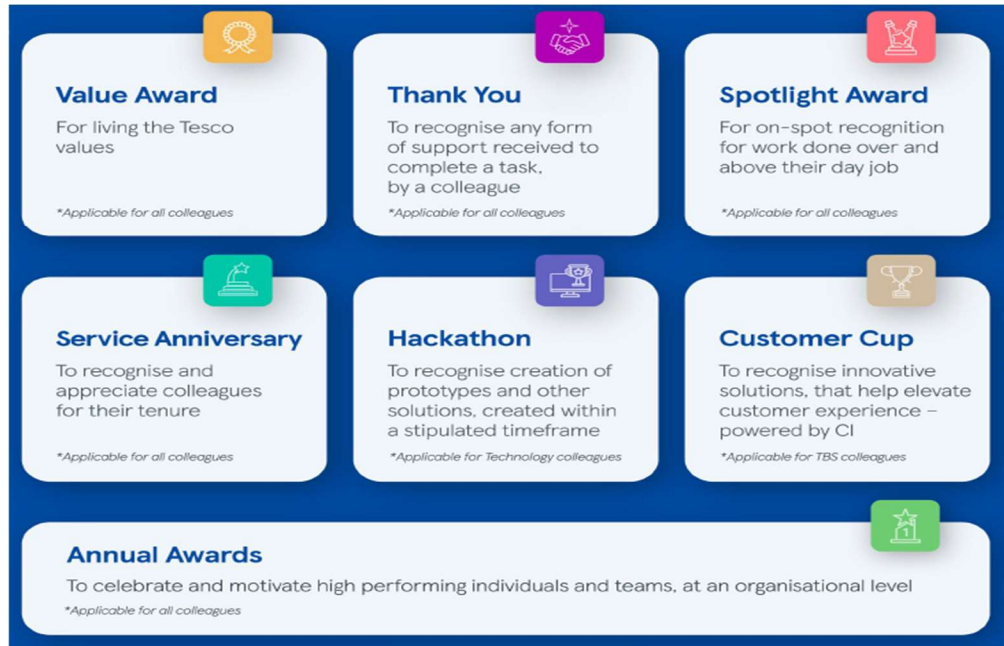 Value Award
For living the Tesco
values
*Applicable for all colleagues
Thank You
To recognise any form
of support received to
complete a task,
by a colleague
*Applicable for all colleagues
Spotlight Award
For on-spot recognition
for work done over and
above their day job
*Applicable for all colleagues
Service Anniversary
To recognise and
appreciate colleagues
for their tenure
*Applicable for all colleagues
Hackathon
To recognise creation of
prototypes and other
solutions, created within
a stipulated timeframe
*Applicable for Technology colleagues
Customer Cup
To recognise innovative
solutions, that help elevate
customer experience –
powered by CI
*Applicable for TBS colleagues
1
Annual Awards
To celebrate and motivate high performing individuals and teams, at an organisational level
*Applicable for all colleagues